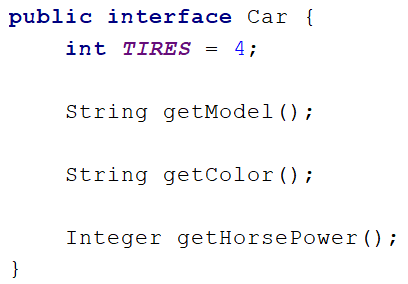 public interface Car {
    int TIRES = 4;
    String getModel();
    String getColor();
    Integer getHorsePower();
}